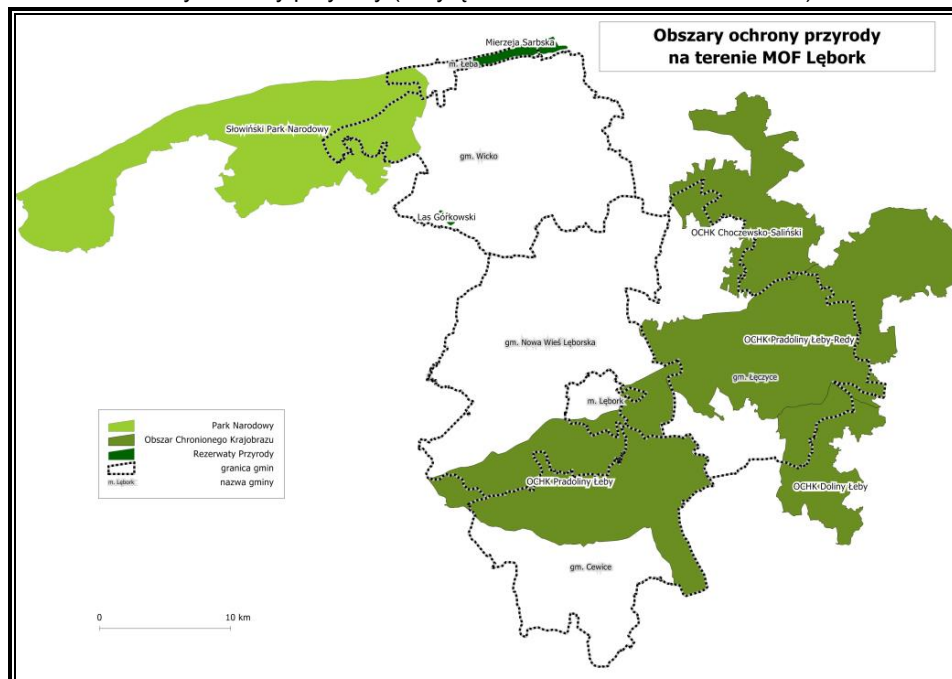 Obszary ochrony przyrody
na terenie MOF Lębork
Mierzeja Sarbska
m. Łeba
Słowiński Park Narodowy
gm. Wicko
Las Górkowski
OCHK Choczewsko-Saliński
OCHK Pradoliny Łeby-Redy
gm. Nowa Wieś Lęborska
gm. Łęczyce
m. Lębork
OCHK Pradoliny Łeby
OCHK Doliny Łeby
gm. Cewice
Park Narodowy
Obszar Chronionego Krajobrazu
Rezerwaty Przyrody
granica gmin
m. Lębork
nazwa gminy
0 10 km